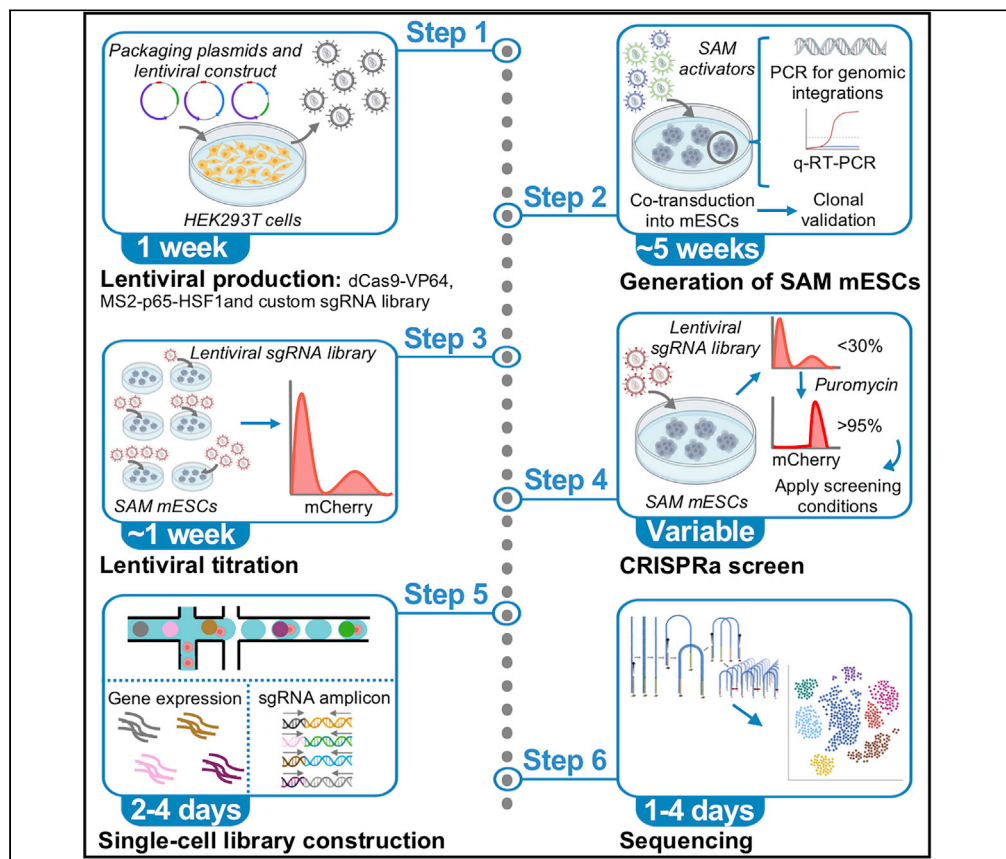 Step 1
Packaging plasmids and
lentiviral construct
HEK293T cells
1 week
Lentiviral production: dCas9-VP64,
MS2-p65-HSF1and custom sgRNA library
Step 2
SAM
activators
PCR for genomic
integrations
q-RT-PCR
Co-transduction
into mESCs
Clonal
validation
~5 weeks
Generation of SAM mESCs
Step 3
Lentiviral sgRNA library
SAM mESCs
mCherry
~1 week
Lentiviral titration
Step 4
Lentiviral
sgRNA library
<30%
Puromycin
>95%
mCherry
SAM mESCs
Apply screening
conditions
Variable
CRISPRa screen
Step 5
Gene expression
sgRNA amplicon
2-4 days
Single-cell library construction
Step 6
1-4 days
Sequencing